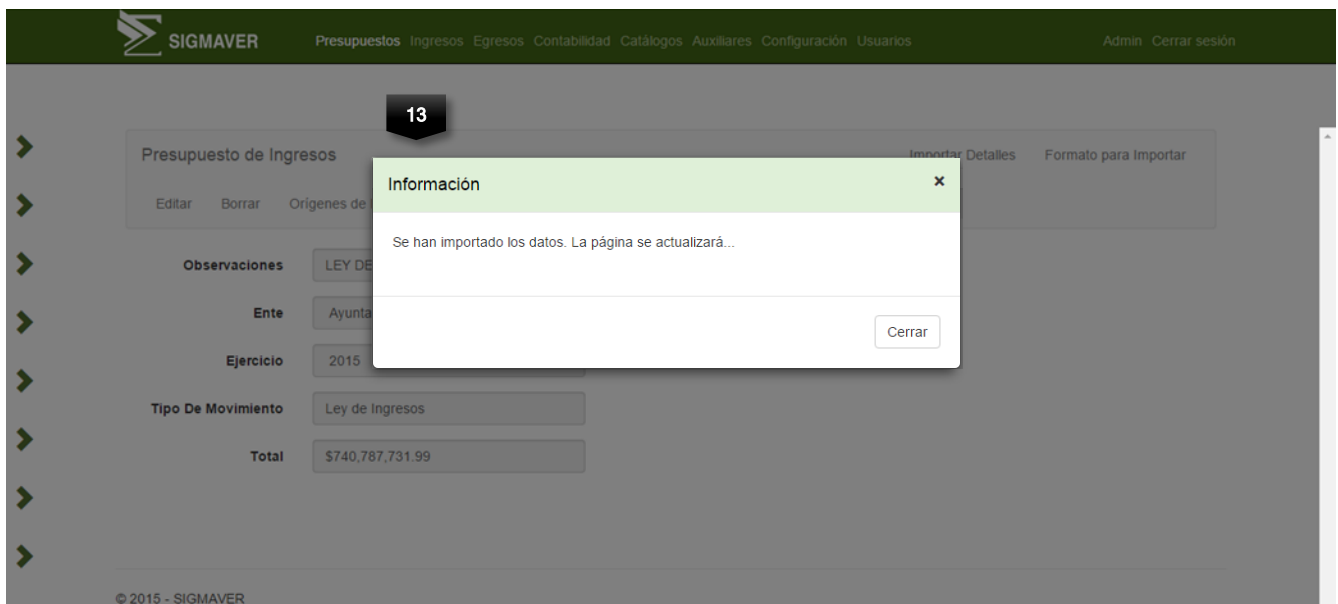 SIGMAVER
Presupuestos Ingresos Egresos Contabilidad Catálogos Auxiliares Configuración Usuarios
Admin Cerrar sesión
13
Presupuesto de Ingresos
Importar Detalles Formato para Importar
Editar Borrar Orígenes de
Información
×
Se han importado los datos. La página se actualizará...
Cerrar
Observaciones LEY DE
Ente Ayunta
Ejercicio 2015
Tipo De Movimiento Ley de Ingresos
Total $740,787,731.99
© 2015 - SIGMAVER